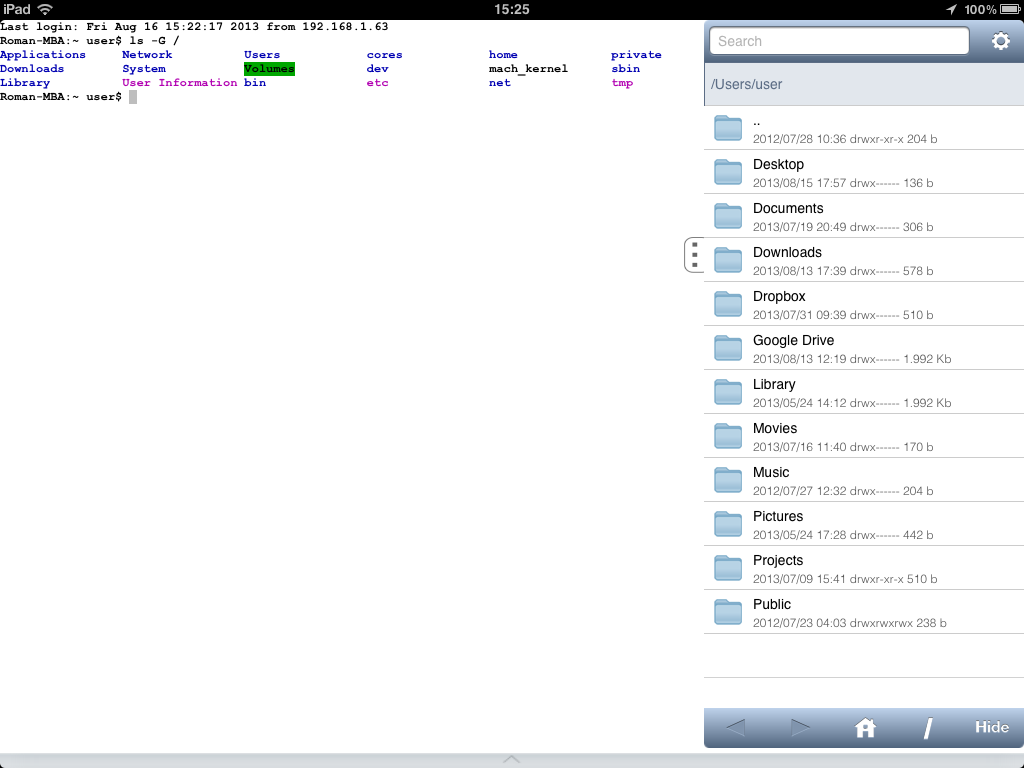 iPad 15:25 100%
Last login: Fri Aug 16 15:22:17 2013 from 192.168.1.63
Roman-MBA:~ user$ ls -G /
Applications Network Users cores home private
Downloads System Volumes dev mach_kernel sbin
Library User Information bin etc net tmp
Roman-MBA:~ user$
Search
/Users/user
..
2012/07/28 10:36 drwxr-xr-x 204 b
Desktop
2013/08/15 17:57 drwx------ 136 b
Documents
2013/07/19 20:49 drwx------ 306 b
Downloads
2013/08/13 17:39 drwx------ 578 b
Dropbox
2013/07/31 09:39 drwx------ 510 b
Google Drive
2013/08/13 12:19 drwx------ 1.992 Kb
Library
2013/05/24 14:12 drwx------ 1.992 Kb
Movies
2013/07/16 11:40 drwx------ 170 b
Music
2012/07/27 12:32 drwx------ 204 b
Pictures
2013/05/24 17:28 drwx------ 442 b
Projects
2013/07/09 15:41 drwxr-xr-x 510 b
Public
2012/07/23 04:03 drwxrwxrwx 238 b
/ Hide